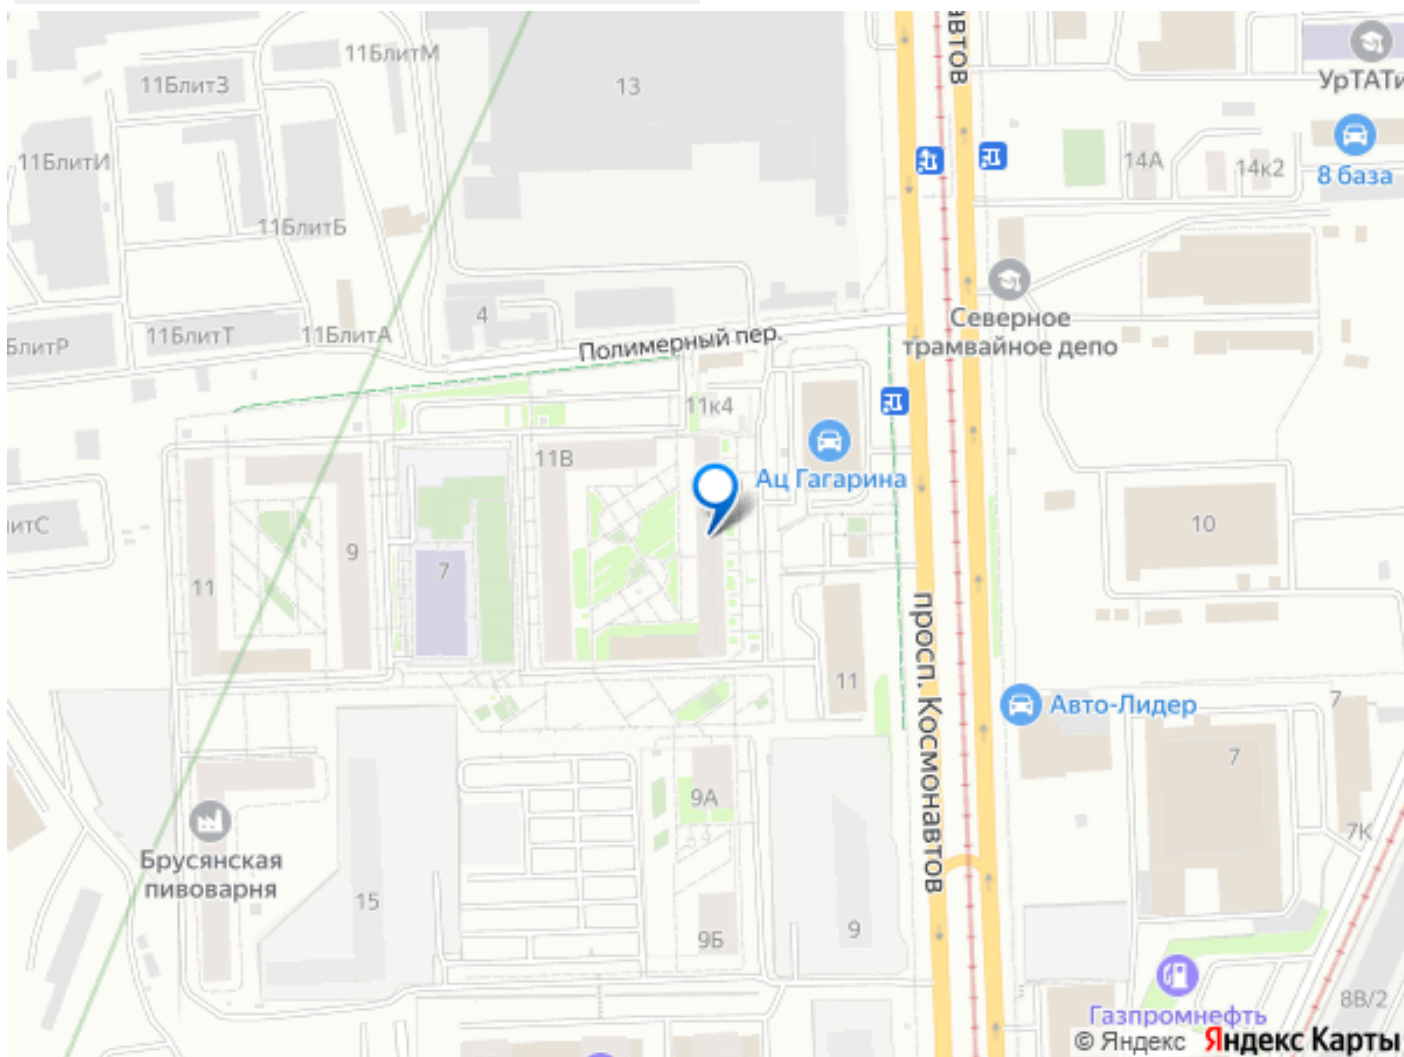 автов
11БлитМ
11БлитЗ
13
УрТАТи
11БлитИ
14А
14к2
8 база
11БлитБ
4
Северное
трамвайное депо
БлитР
11БлитТ
11БлитА
Полимерный пер.
11к4
11В
Ац Гагарина
литС
9
11
7
10
просп. Космонавтов
11
Авто-Лидер
7
7
9А
7К
Брусянская
пивоварня
15
9Б
9
8В/2
Газпромнефть
© Яндекс Яндекс Карты